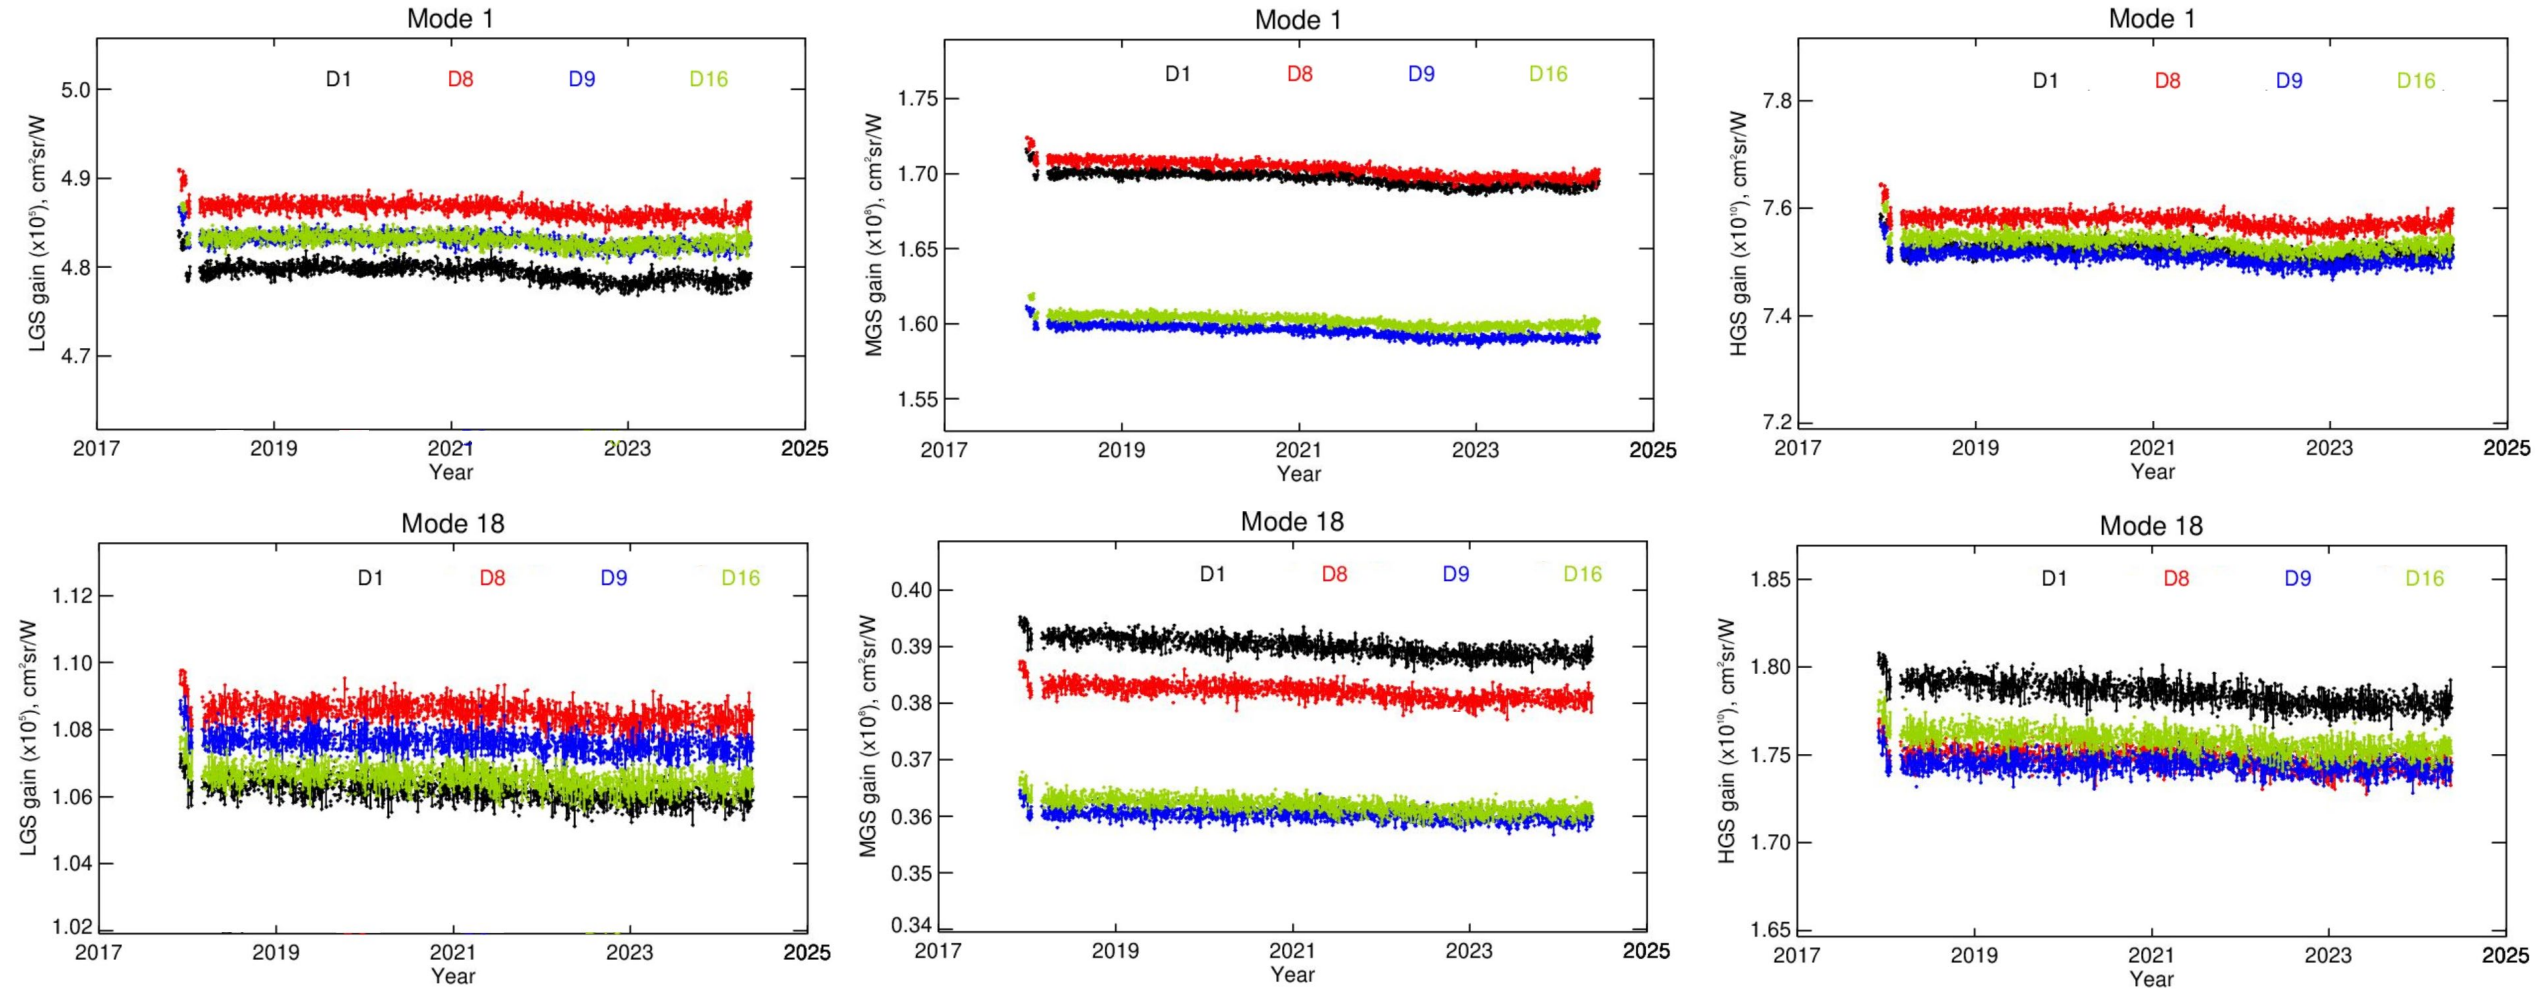 Mode 1
D1 D8 D9 D16
LGS gain (x10⁵), cm²sr/W
5.0
4.9
4.8
4.7
2017 2019 2021 2023 2025
Year
Mode 1
D1 D8 D9 D16
MGS gain (x10⁸), cm²sr/W
1.75
1.70
1.65
1.60
1.55
2017 2019 2021 2023 2025
Year
Mode 1
D1 D8 D9 D16
HGS gain (x10¹⁰), cm²sr/W
7.8
7.6
7.4
7.2
2017 2019 2021 2023 2025
Year
Mode 18
D1 D8 D9 D16
LGS gain (x10⁵), cm²sr/W
1.12
1.10
1.08
1.06
1.04
1.02
2017 2019 2021 2023 2025
Year
Mode 18
D1 D8 D9 D16
MGS gain (x10⁸), cm²sr/W
0.40
0.39
0.38
0.37
0.36
0.35
0.34
2017 2019 2021 2023 2025
Year
Mode 18
D1 D8 D9 D16
HGS gain (x10¹⁰), cm²sr/W
1.85
1.80
1.75
1.70
1.65
2017 2019 2021 2023 2025
Year